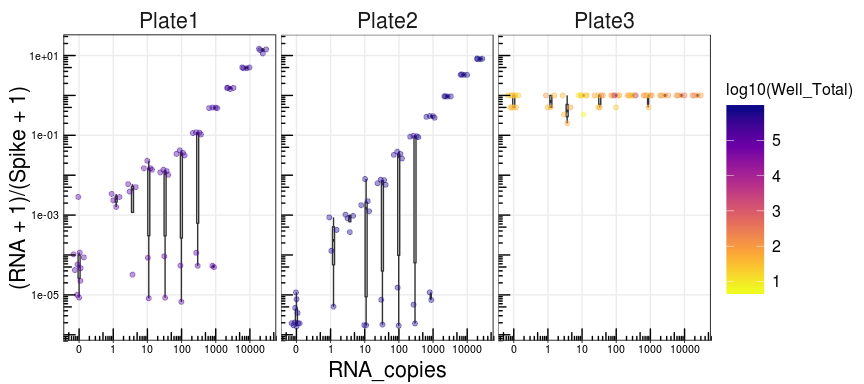 Plate1 Plate2 Plate3
(RNA + 1)/(Spike + 1)
1e+01
1e-01
1e-03
1e-05
0 1 10 100 1000 10000 0 1 10 100 1000 10000 0 1 10 100 1000 10000
RNA_copies
log10(Well_Total)
5
4
3
2
1